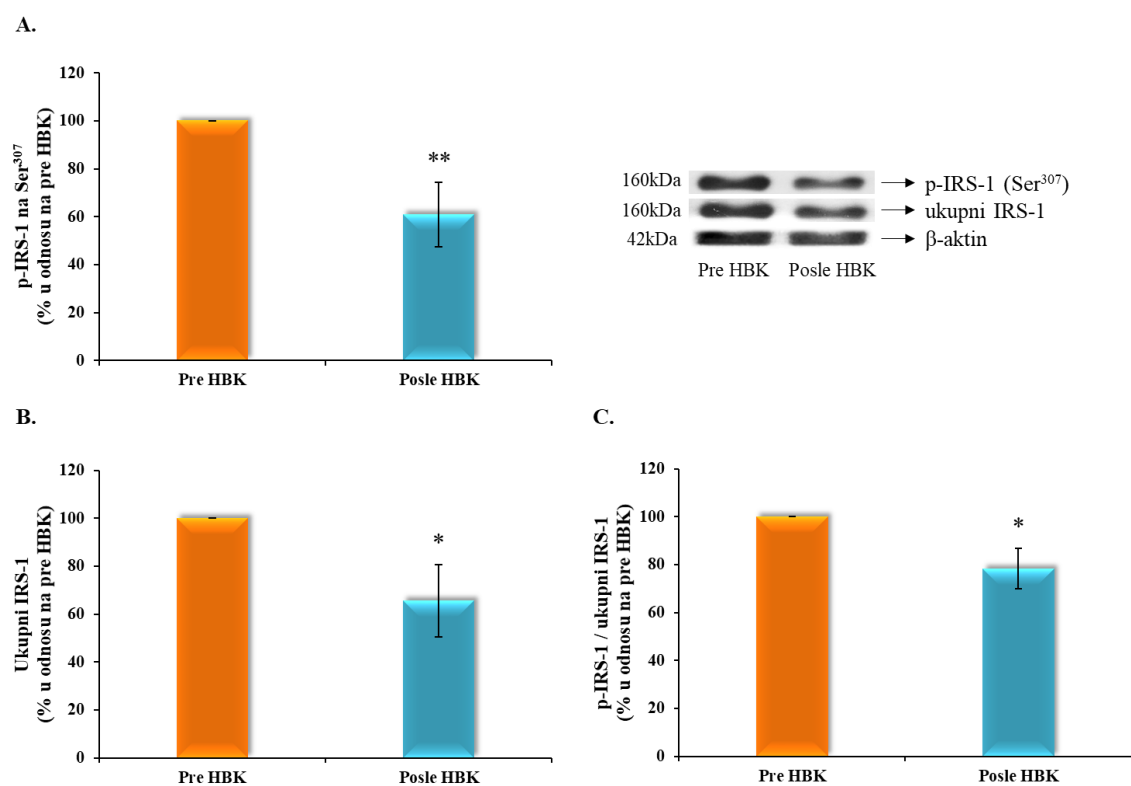 A.
p-IRS-1 na Ser³⁰⁷
(% u odnosu na pre HBK)
120
100
80
60
40
20
0
**
Pre HBK
Posle HBK
160kDa
p-IRS-1 (Ser³⁰⁷)
160kDa
ukupni IRS-1
42kDa
β-aktin
Pre HBK
Posle HBK
B.
Ukupni IRS-1
(% u odnosu na pre HBK)
120
100
80
60
40
20
0
*
Pre HBK
Posle HBK
C.
p-IRS-1 / ukupni IRS-1
(% u odnosu na pre HBK)
120
100
80
60
40
20
0
*
Pre HBK
Posle HBK